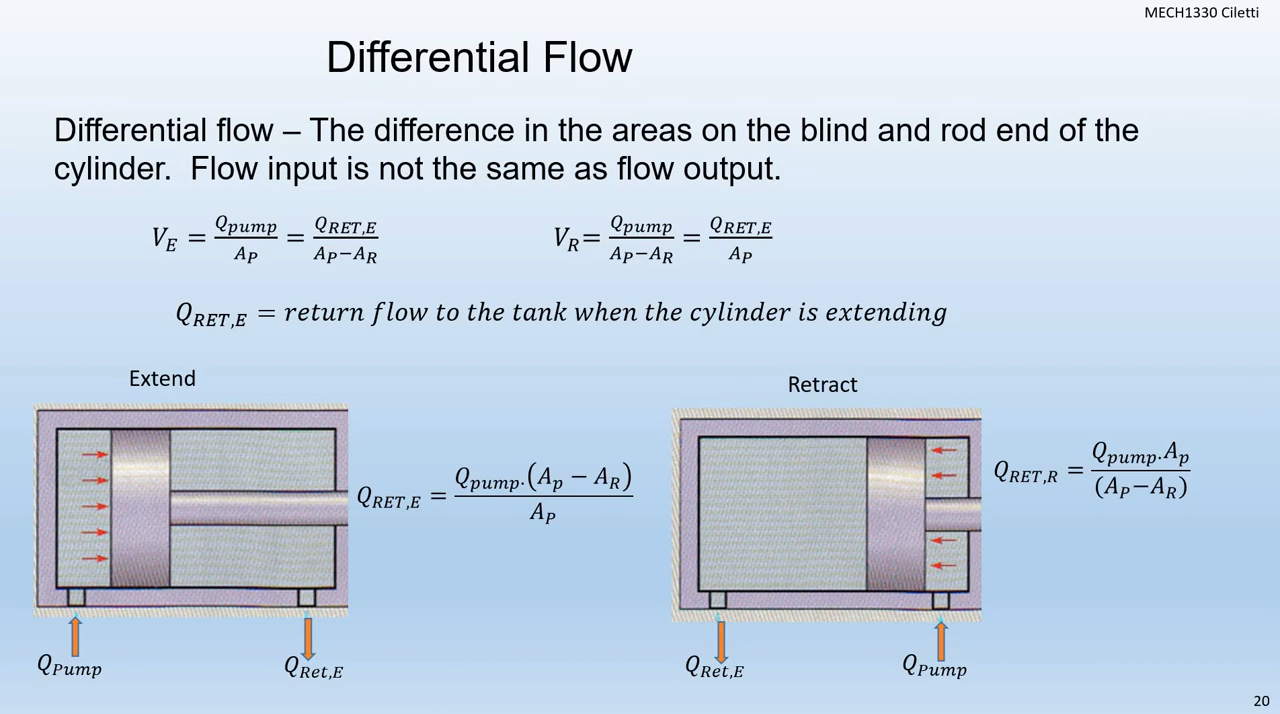 MECH1330 Ciletti
Differential Flow
Differential flow – The difference in the areas on the blind and rod end of the
cylinder.  Flow input is not the same as flow output.
V_E = Q_pump / A_P = Q_RET,E / (A_P−A_R)
V_R = Q_pump / (A_P−A_R) = Q_RET,E / A_P
Q_RET,E = return flow to the tank when the cylinder is extending
Extend
Retract
Q_RET,E = Q_pump.(A_p − A_R) / A_P
Q_RET,R = Q_pump.A_p / (A_P−A_R)
Q_Pump
Q_Ret,E
Q_Ret,E
Q_Pump
20